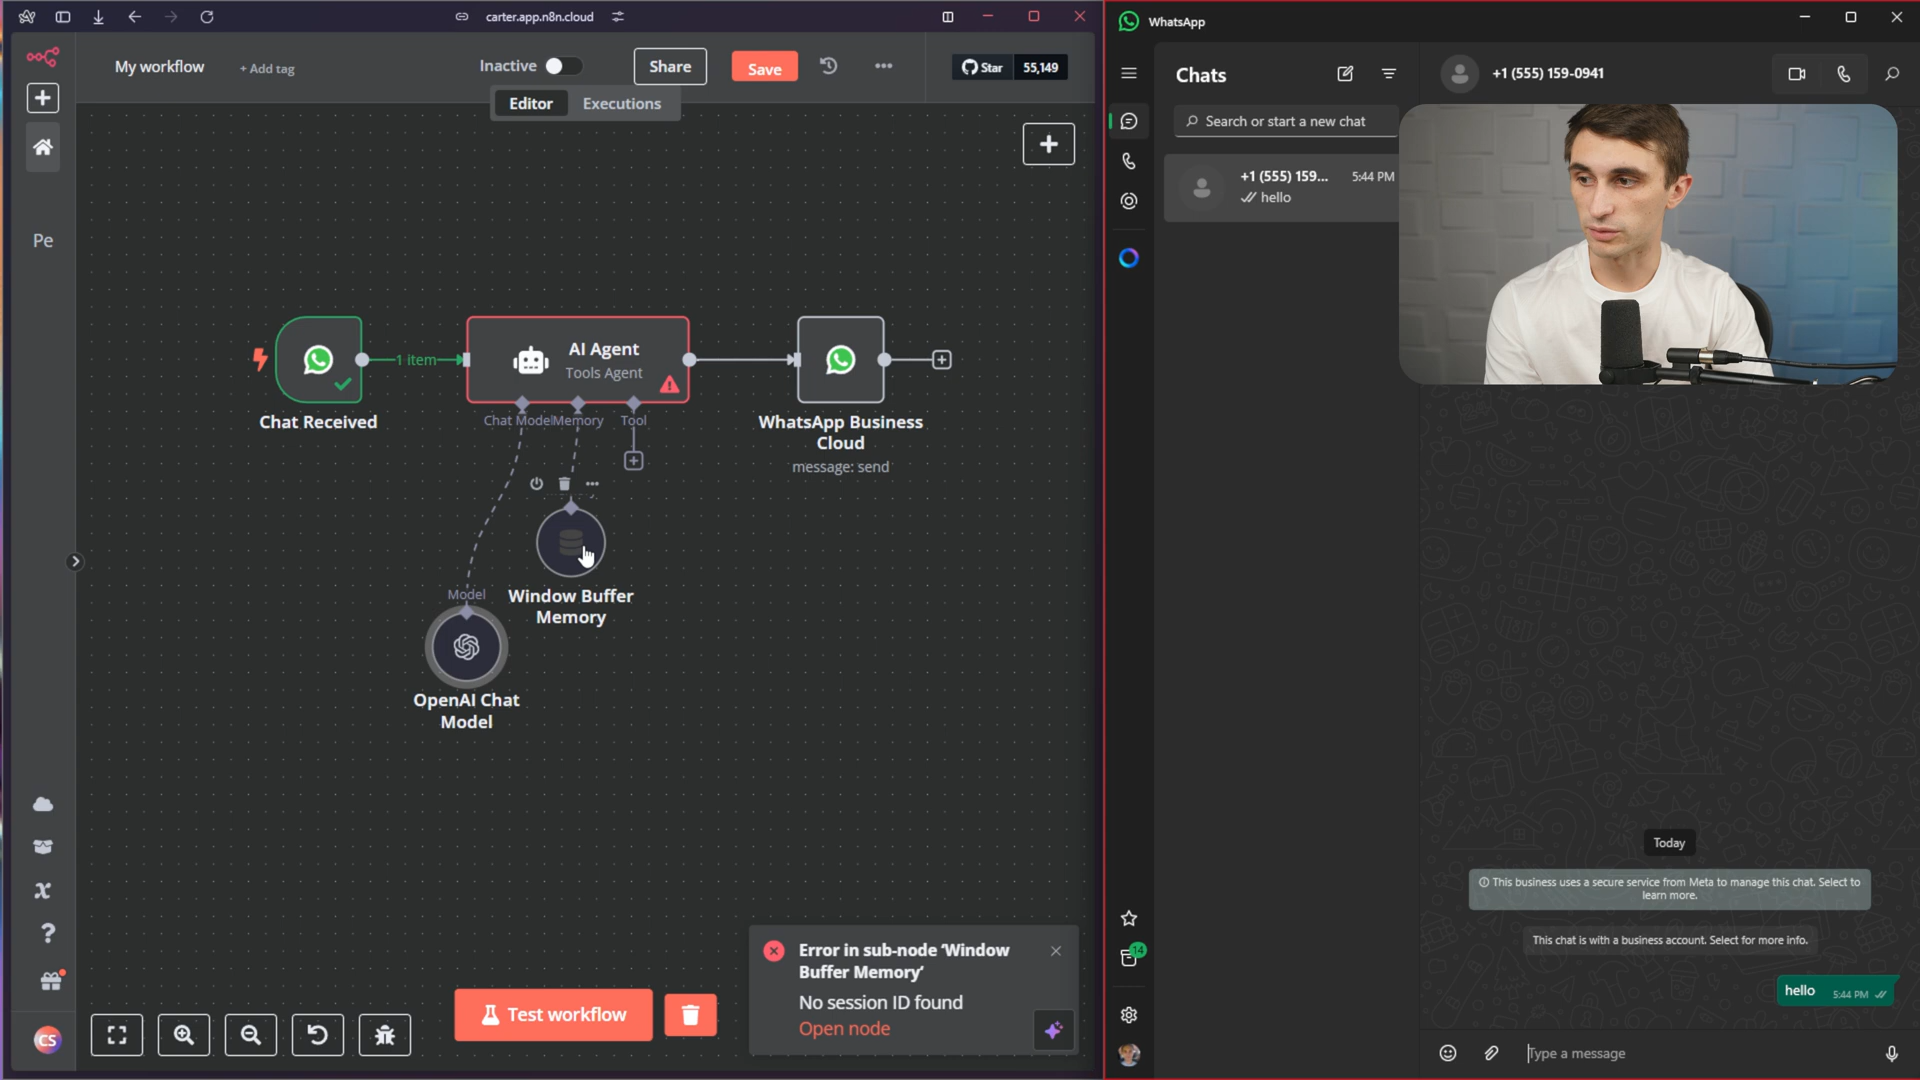 carter.app.n8n.cloud
My workflow
+ Add tag
Inactive
Share
Save
Star
55,149
Editor
Executions
Pe
1 item
AI Agent
Tools Agent
Chat Received
Chat Model
Memory
Tool
WhatsApp Business
Cloud
message: send
Window Buffer
Memory
Model
OpenAI Chat
Model
CS
Test workflow
Error in sub-node ‘Window
Buffer Memory’
No session ID found
Open node
WhatsApp
Chats
Search or start a new chat
+1 (555) 159...
5:44 PM
hello
14
+1 (555) 159-0941
Today
This business uses a secure service from Meta to manage this chat. Select to
learn more.
This chat is with a business account. Select for more info.
hello
5:44 PM
Type a message